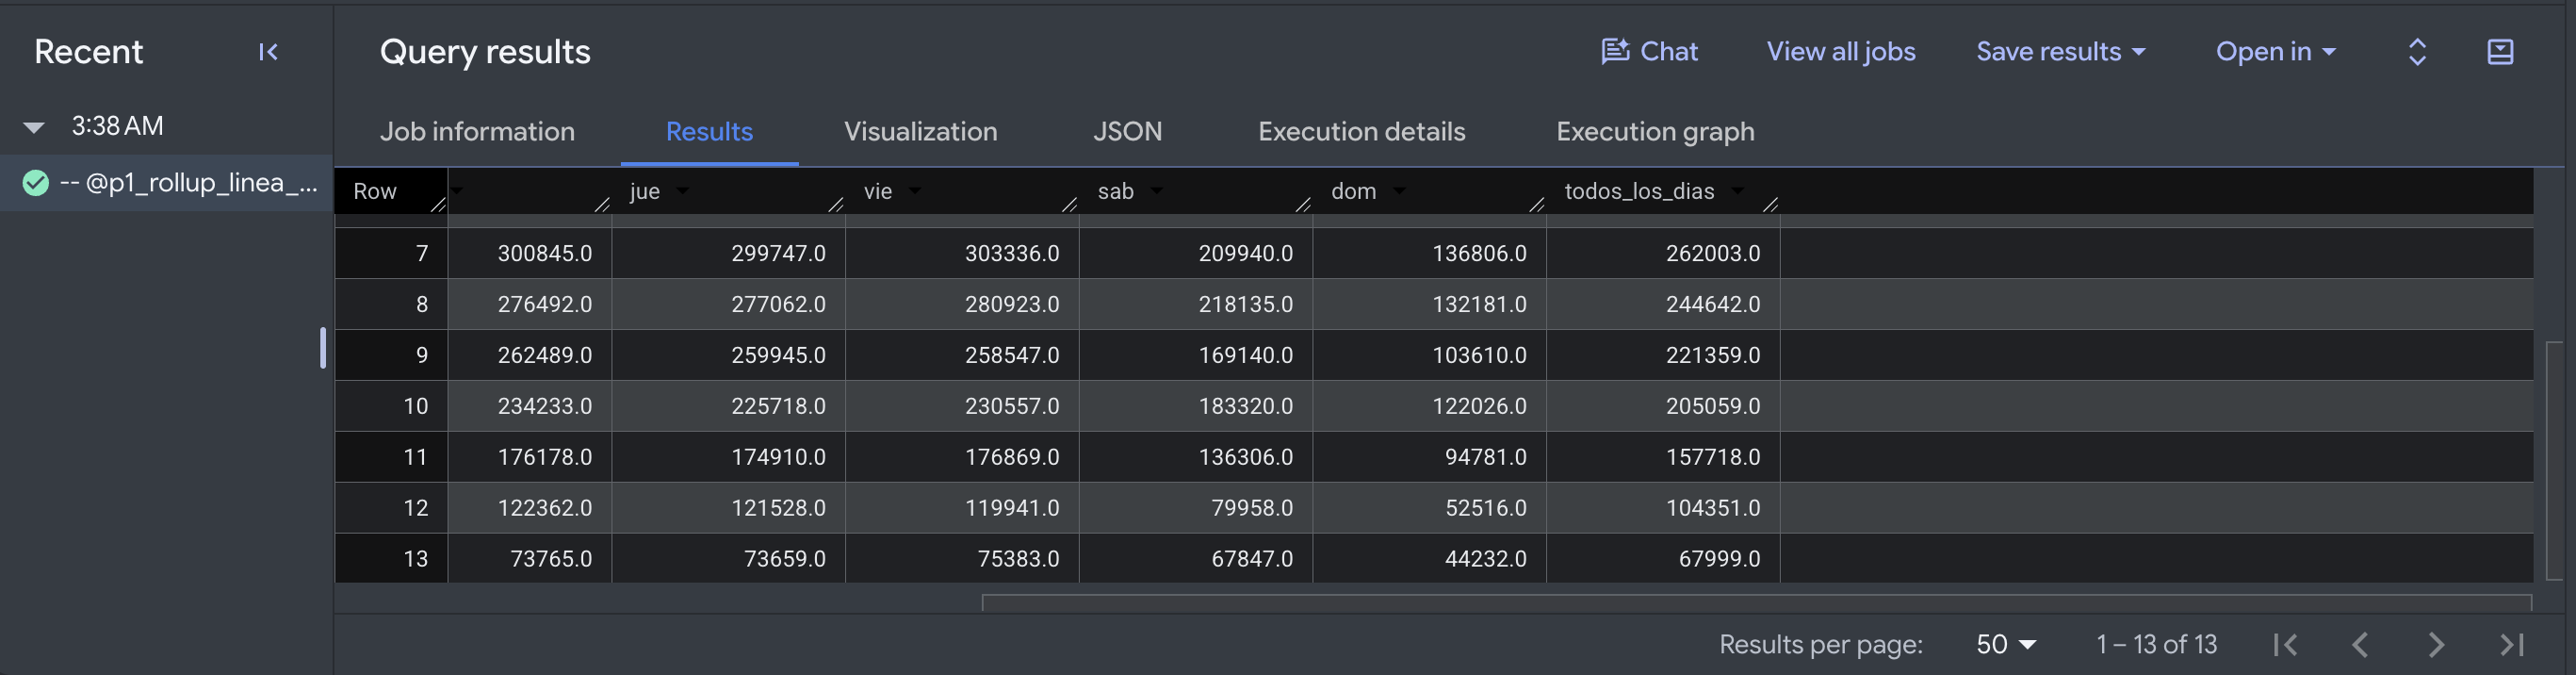 Recent
3:38 AM
-- @p1_rollup_linea_...
Query results
Chat View all jobs Save results Open in
Job information Results Visualization JSON Execution details Execution graph
Row jue vie sab dom todos_los_dias
7 300845.0 299747.0 303336.0 209940.0 136806.0 262003.0
8 276492.0 277062.0 280923.0 218135.0 132181.0 244642.0
9 262489.0 259945.0 258547.0 169140.0 103610.0 221359.0
10 234233.0 225718.0 230557.0 183320.0 122026.0 205059.0
11 176178.0 174910.0 176869.0 136306.0 94781.0 157718.0
12 122362.0 121528.0 119941.0 79958.0 52516.0 104351.0
13 73765.0 73659.0 75383.0 67847.0 44232.0 67999.0
Results per page: 50 1 – 13 of 13